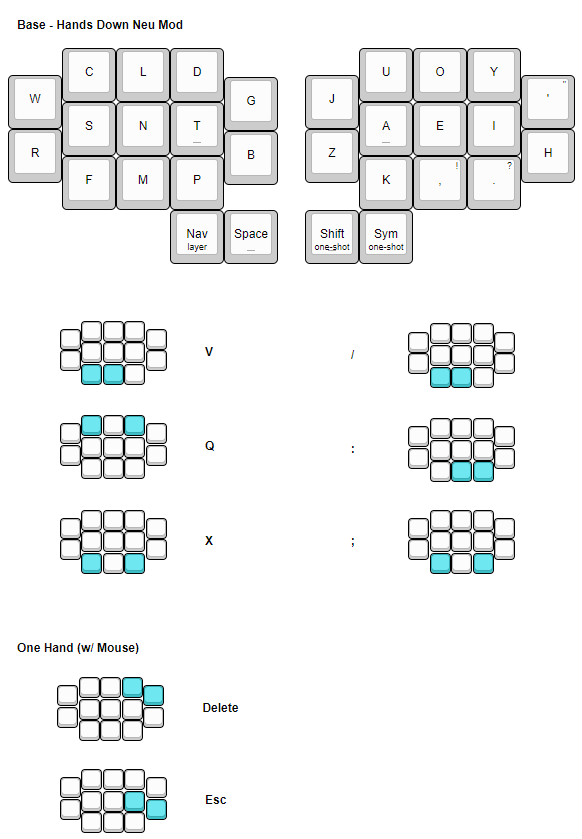 Base - Hands Down Neu Mod
C L D U O Y
W G J ' "
S N T A E I
_ _
R B Z H
F M P K , ! . ?
Nav Space Shift Sym
layer _ one-shot one-shot
V /
Q :
X ;
One Hand (w/ Mouse)
Delete
Esc